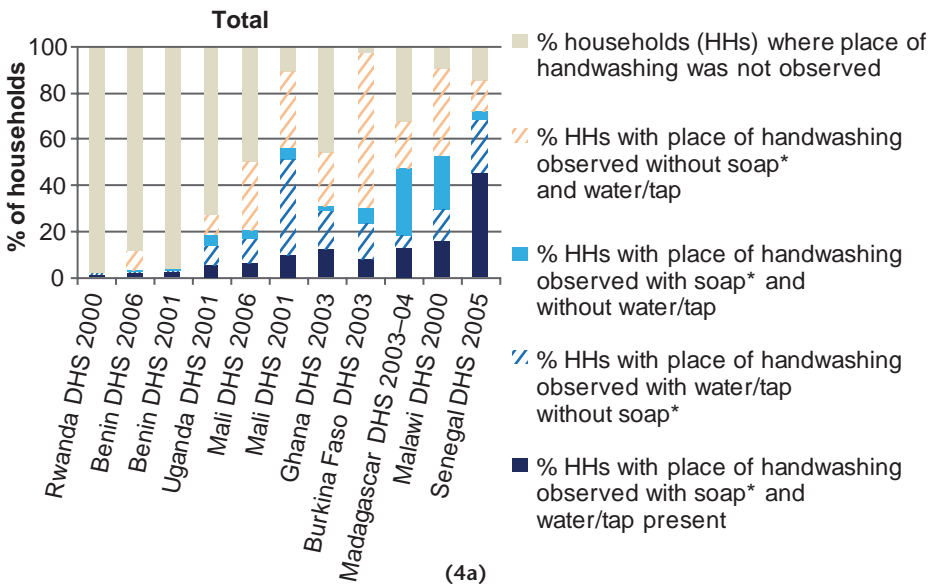 Total
% of households
100
80
60
40
20
0
Rwanda DHS 2000
Benin DHS 2006
Benin DHS 2001
Uganda DHS 2001
Mali DHS 2006
Mali DHS 2001
Ghana DHS 2003
Burkina Faso DHS 2003
Madagascar DHS 2003–04
Malawi DHS 2000
Senegal DHS 2005
% households (HHs) where place of
handwashing was not observed
% HHs with place of handwashing
observed without soap*
and water/tap
% HHs with place of handwashing
observed with soap* and
without water/tap
% HHs with place of handwashing
observed with water/tap
without soap*
% HHs with place of handwashing
observed with soap* and
water/tap present
(4a)